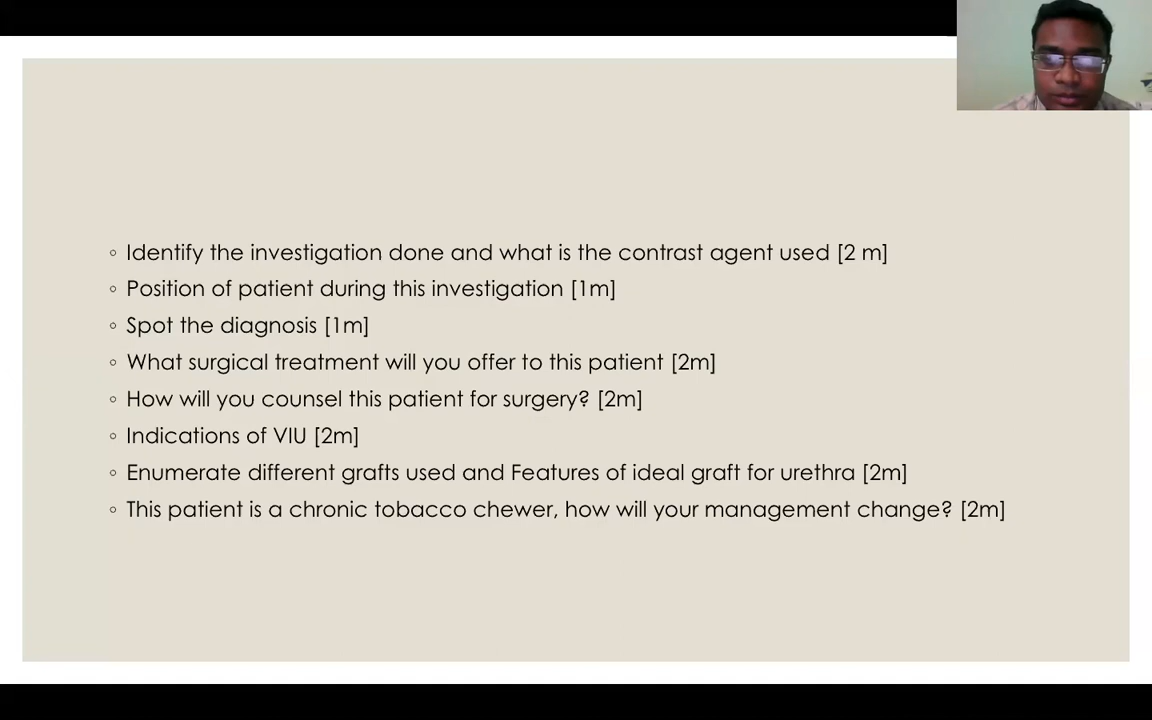 ◦ Identify the investigation done and what is the contrast agent used [2 m]
◦ Position of patient during this investigation [1m]
◦ Spot the diagnosis [1m]
◦ What surgical treatment will you offer to this patient [2m]
◦ How will you counsel this patient for surgery? [2m]
◦ Indications of VIU [2m]
◦ Enumerate different grafts used and Features of ideal graft for urethra [2m]
◦ This patient is a chronic tobacco chewer, how will your management change? [2m]